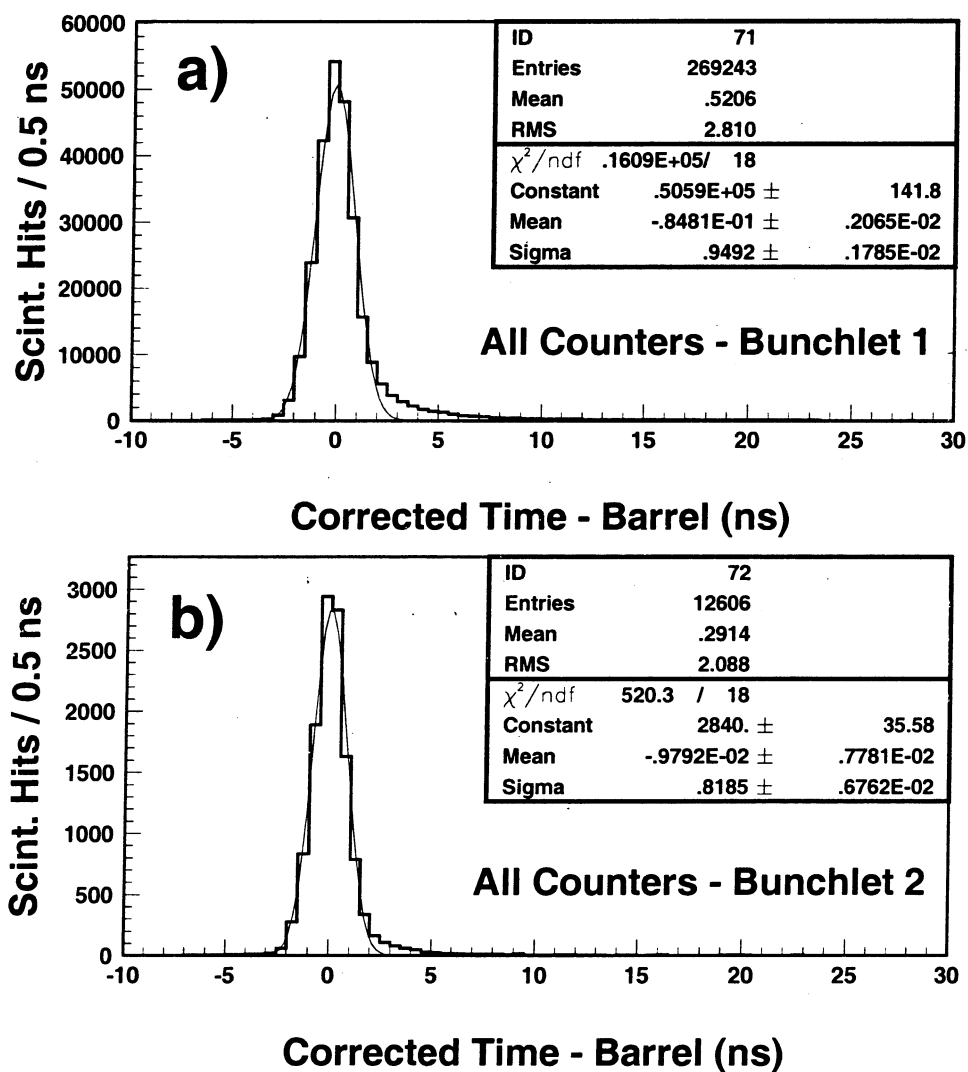 a)
Scint. Hits / 0.5 ns
60000
50000
40000
30000
20000
10000
0
ID 71
Entries 269243
Mean .5206
RMS 2.810
χ²/ndf .1609E+05/ 18
Constant .5059E+05 ± 141.8
Mean -.8481E-01 ± .2065E-02
Sigma .9492 ± .1785E-02
All Counters - Bunchlet 1
-10 -5 0 5 10 15 20 25 30
Corrected Time - Barrel (ns)
b)
Scint. Hits / 0.5 ns
3000
2500
2000
1500
1000
500
0
ID 72
Entries 12606
Mean .2914
RMS 2.088
χ²/ndf 520.3 / 18
Constant 2840. ± 35.58
Mean -.9792E-02 ± .7781E-02
Sigma .8185 ± .6762E-02
All Counters - Bunchlet 2
-10 -5 0 5 10 15 20 25 30
Corrected Time - Barrel (ns)